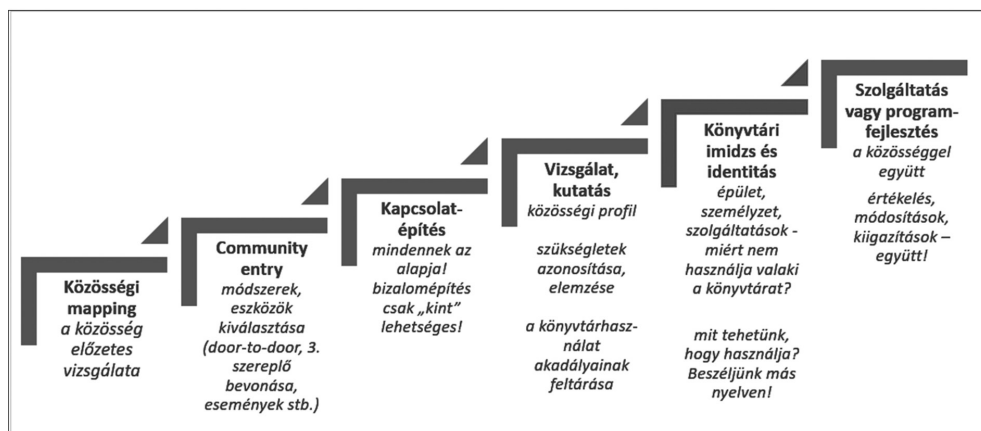 Közösségi
mapping
a közösség
előzetes
vizsgálata
Community
entry
módszerek,
eszközök
kiválasztása
(door-to-door, 3.
szereplő
bevonása,
események stb.)
Kapcsolat-
építés
mindennek az
alapja!
bizalomépítés
csak „kint”
lehetséges!
Vizsgálat,
kutatás
közösségi profil
szükségletek
azonosítása,
elemzése
a könyvtárhasz-
nálat
akadályainak
feltárása
Könyvtári
imidzs és
identitás
épület,
személyzet,
szolgáltatások -
miért nem
használja valaki
a könyvtárat?
mit tehetünk,
hogy használja?
Beszéljünk más
nyelven!
Szolgáltatás
vagy program-
fejlesztés
a közösséggel
együtt
értékelés,
módosítások,
kiigazítások –
együtt!